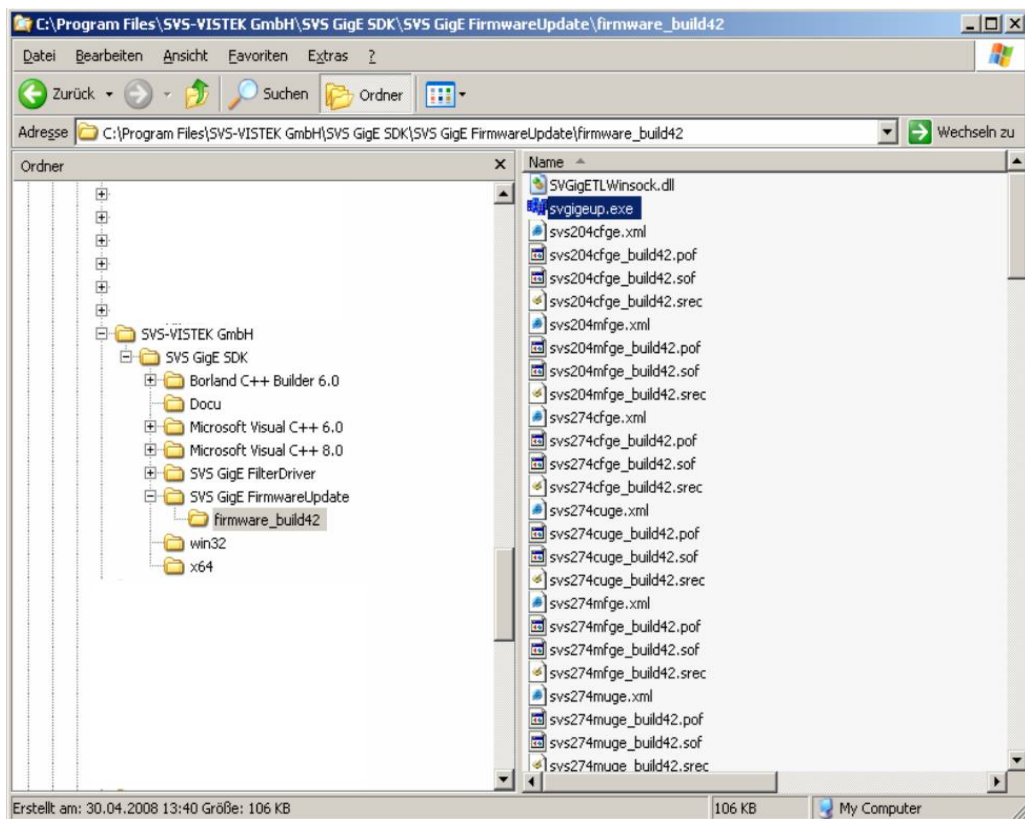 C:\Program Files\SVS-VISTEK GmbH\SVS GigE SDK\SVS GigE FirmwareUpdate\firmware_build42
Datei Bearbeiten Ansicht Favoriten Extras ?
Zurück Suchen Ordner
Adresse C:\Program Files\SVS-VISTEK GmbH\SVS GigE SDK\SVS GigE FirmwareUpdate\firmware_build42 Wechseln zu
Ordner
SVS-VISTEK GmbH
SVS GigE SDK
Borland C++ Builder 6.0
Docu
Microsoft Visual C++ 6.0
Microsoft Visual C++ 8.0
SVS GigE FilterDriver
SVS GigE FirmwareUpdate
firmware_build42
win32
x64
Name
SVGigETLWinsock.dll
svgigeup.exe
svs204cfge.xml
svs204cfge_build42.pof
svs204cfge_build42.sof
svs204cfge_build42.srec
svs204mfge.xml
svs204mfge_build42.pof
svs204mfge_build42.sof
svs204mfge_build42.srec
svs274cfge.xml
svs274cfge_build42.pof
svs274cfge_build42.sof
svs274cfge_build42.srec
svs274cuge.xml
svs274cuge_build42.pof
svs274cuge_build42.sof
svs274cuge_build42.srec
svs274mfge.xml
svs274mfge_build42.pof
svs274mfge_build42.sof
svs274mfge_build42.srec
svs274muge.xml
svs274muge_build42.pof
svs274muge_build42.sof
svs274muge_build42.srec
Erstellt am: 30.04.2008 13:40 Größe: 106 KB 106 KB My Computer